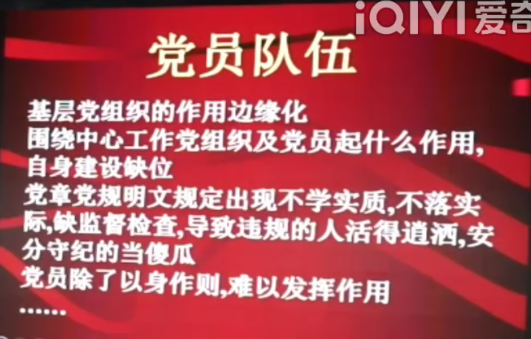 iQIYI 爱奇
党员队伍
基层党组织的作用边缘化
围绕中心工作党组织及党员起什么作用,
自身建设缺位
党章党规明文规定出现不学实质,不落实
际,缺监督检查,导致违规的人活得逍洒,安
分守纪的当傻瓜
党员除了以身作则,难以发挥作用
……